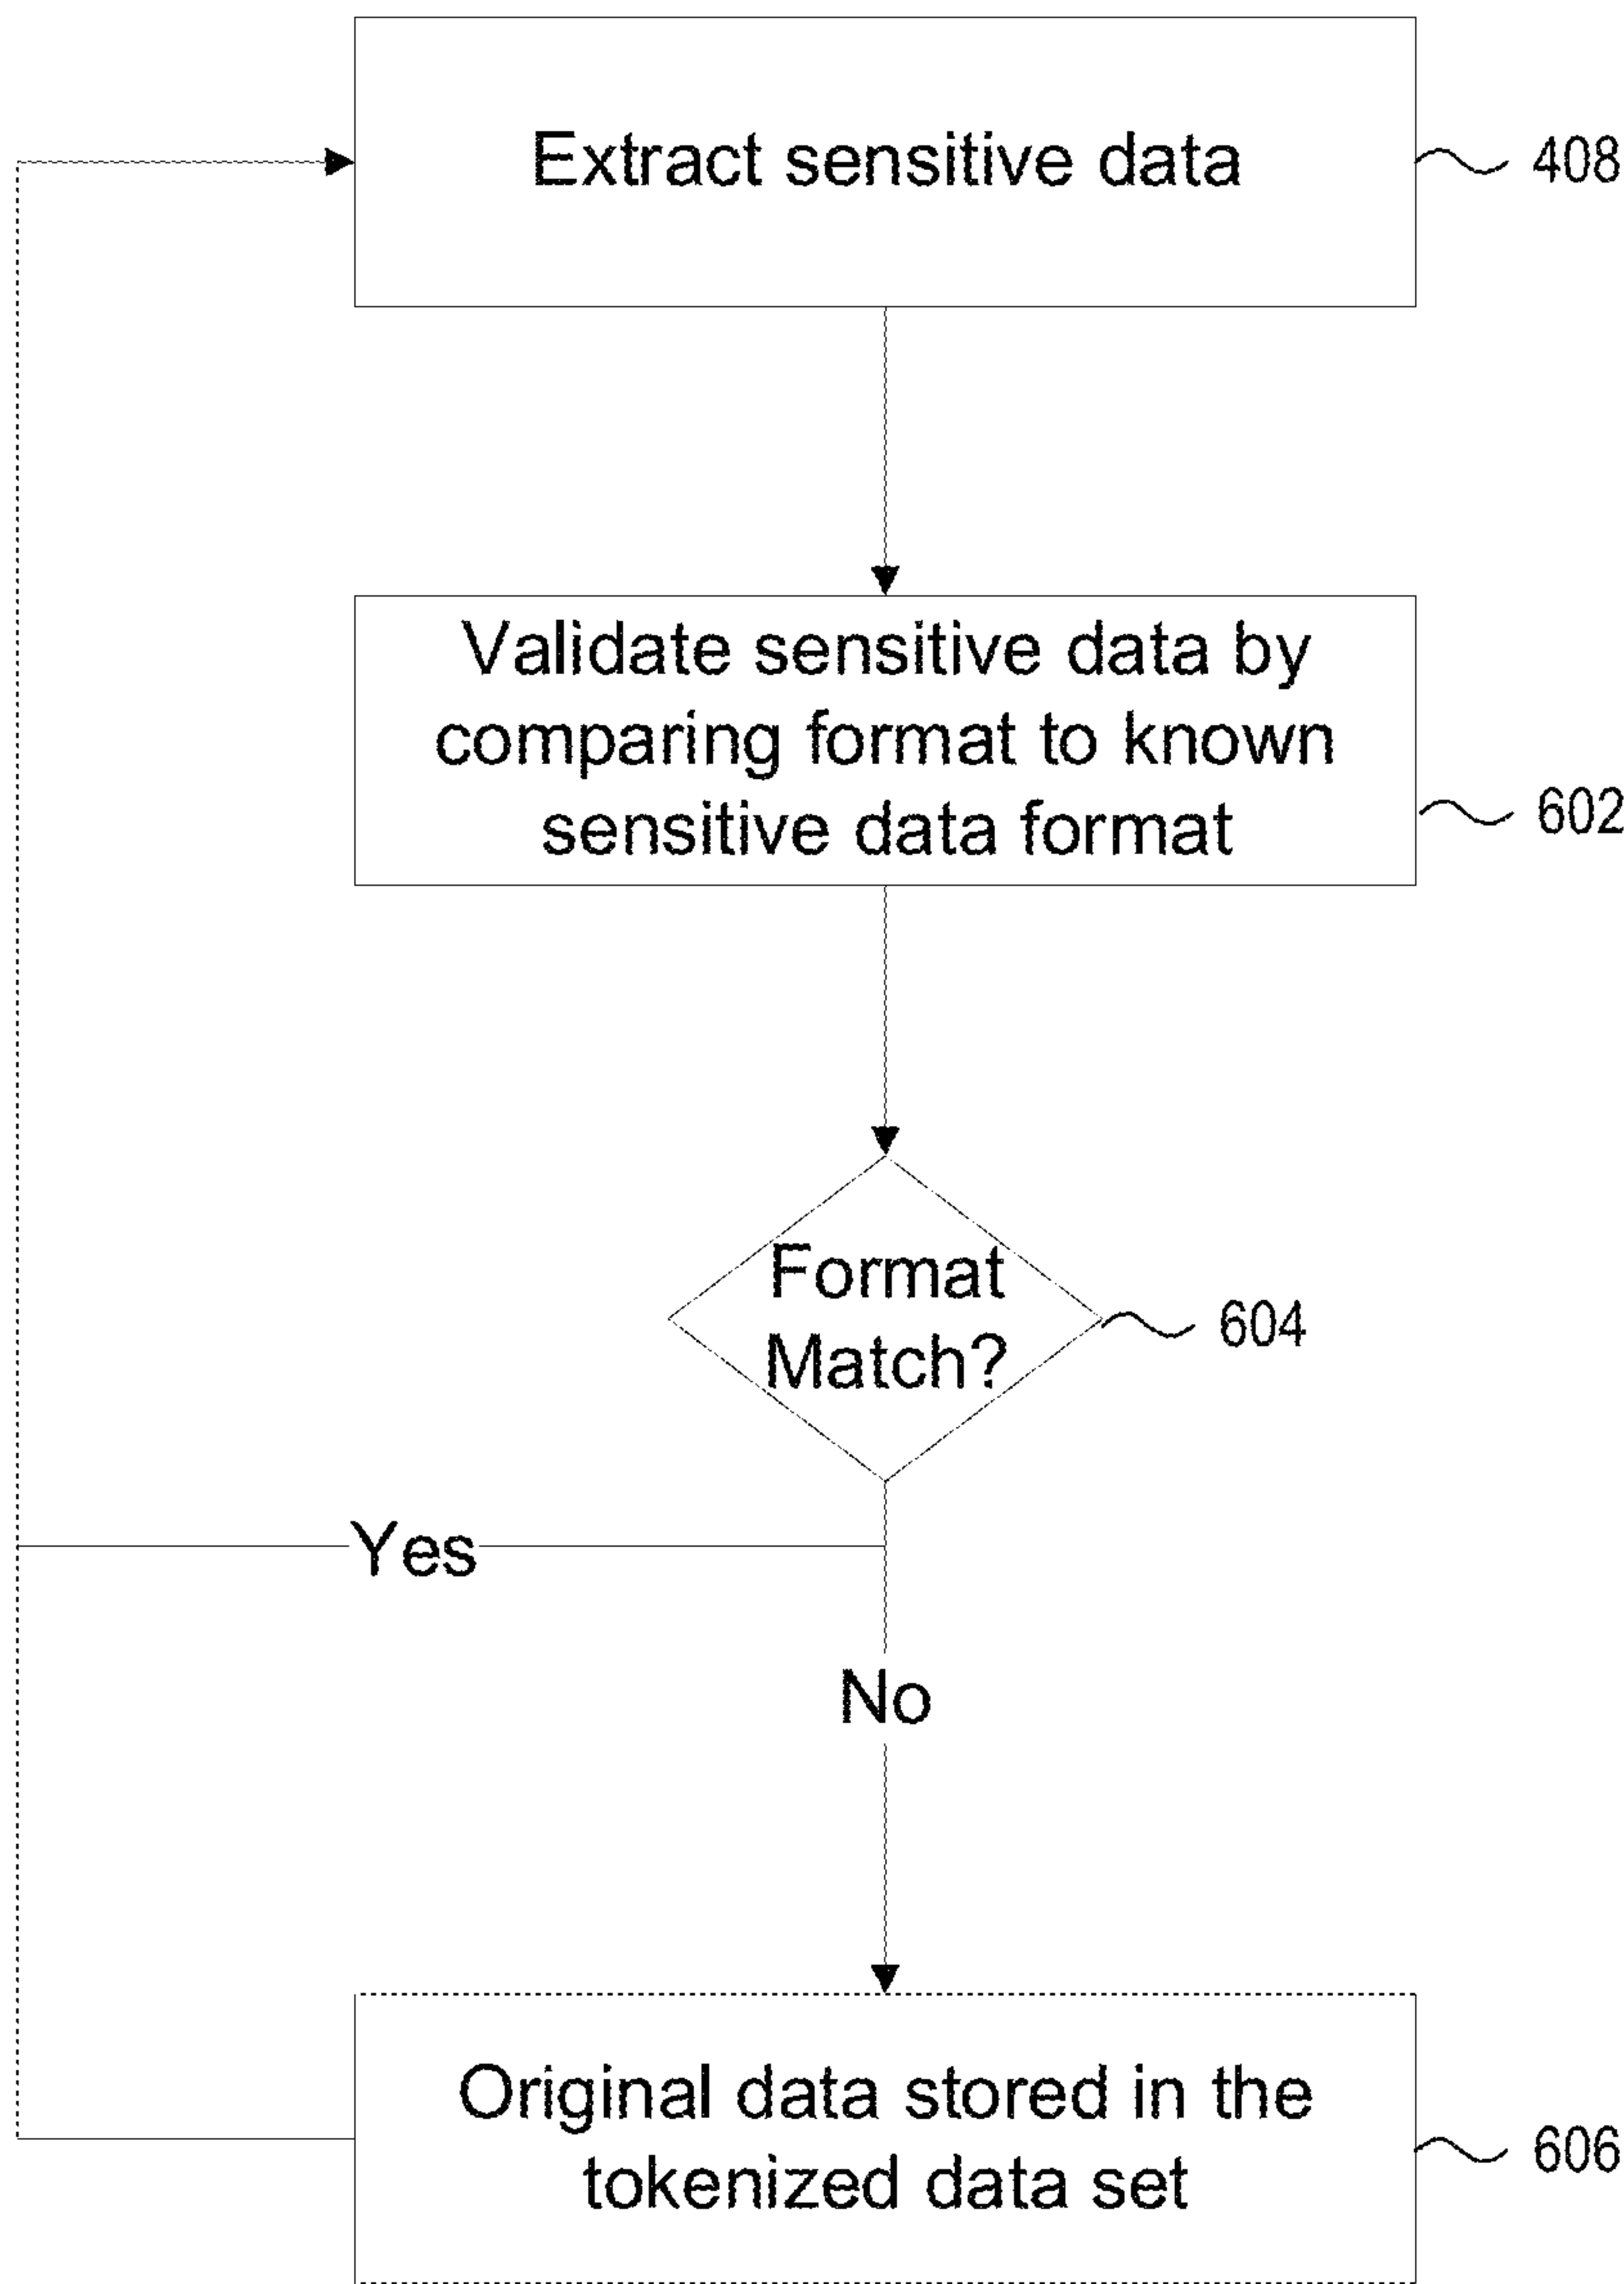 Extract sensitive data
408
Validate sensitive data by
comparing format to known
sensitive data format
602
Format
Match?
604
Yes
No
Original data stored in the
tokenized data set
606